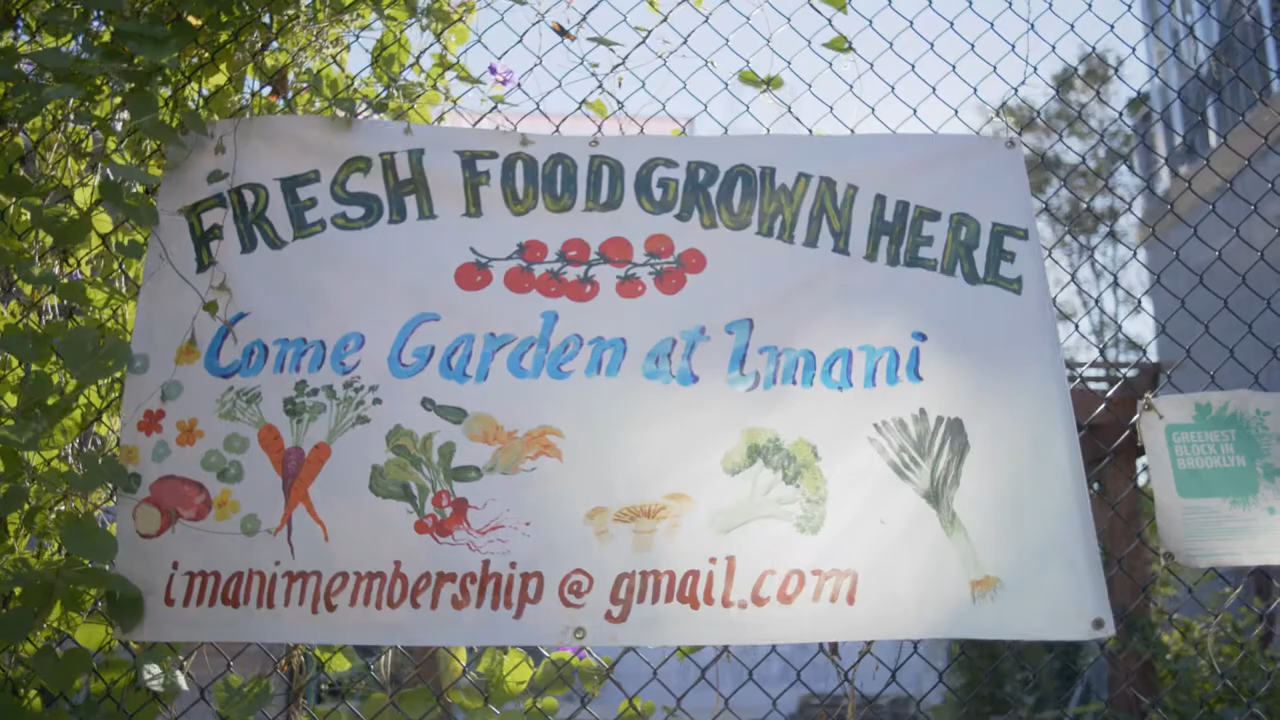 FRESH FOOD GROWN HERE
Come Garden at Imani
imanimembership@gmail.com
GREENEST
BLOCK IN
BROOKLYN